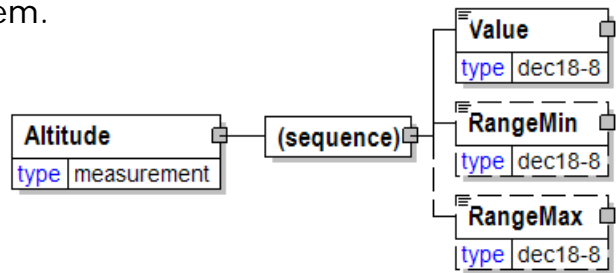 em.
Value
type dec18-8
Altitude
type measurement
(sequence)
RangeMin
type dec18-8
RangeMax
type dec18-8